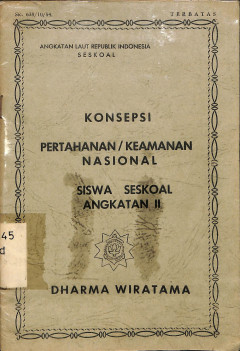 TERBATAS
ANGKATAN LAUT REPUBLIK INDONESIA
SESKOAL
KONSEPSI
PERTAHANAN/KEAMANAN
NASIONAL
SISWA SESKOAL
ANGKATAN II
45
d
DHARMA WIRATAMA